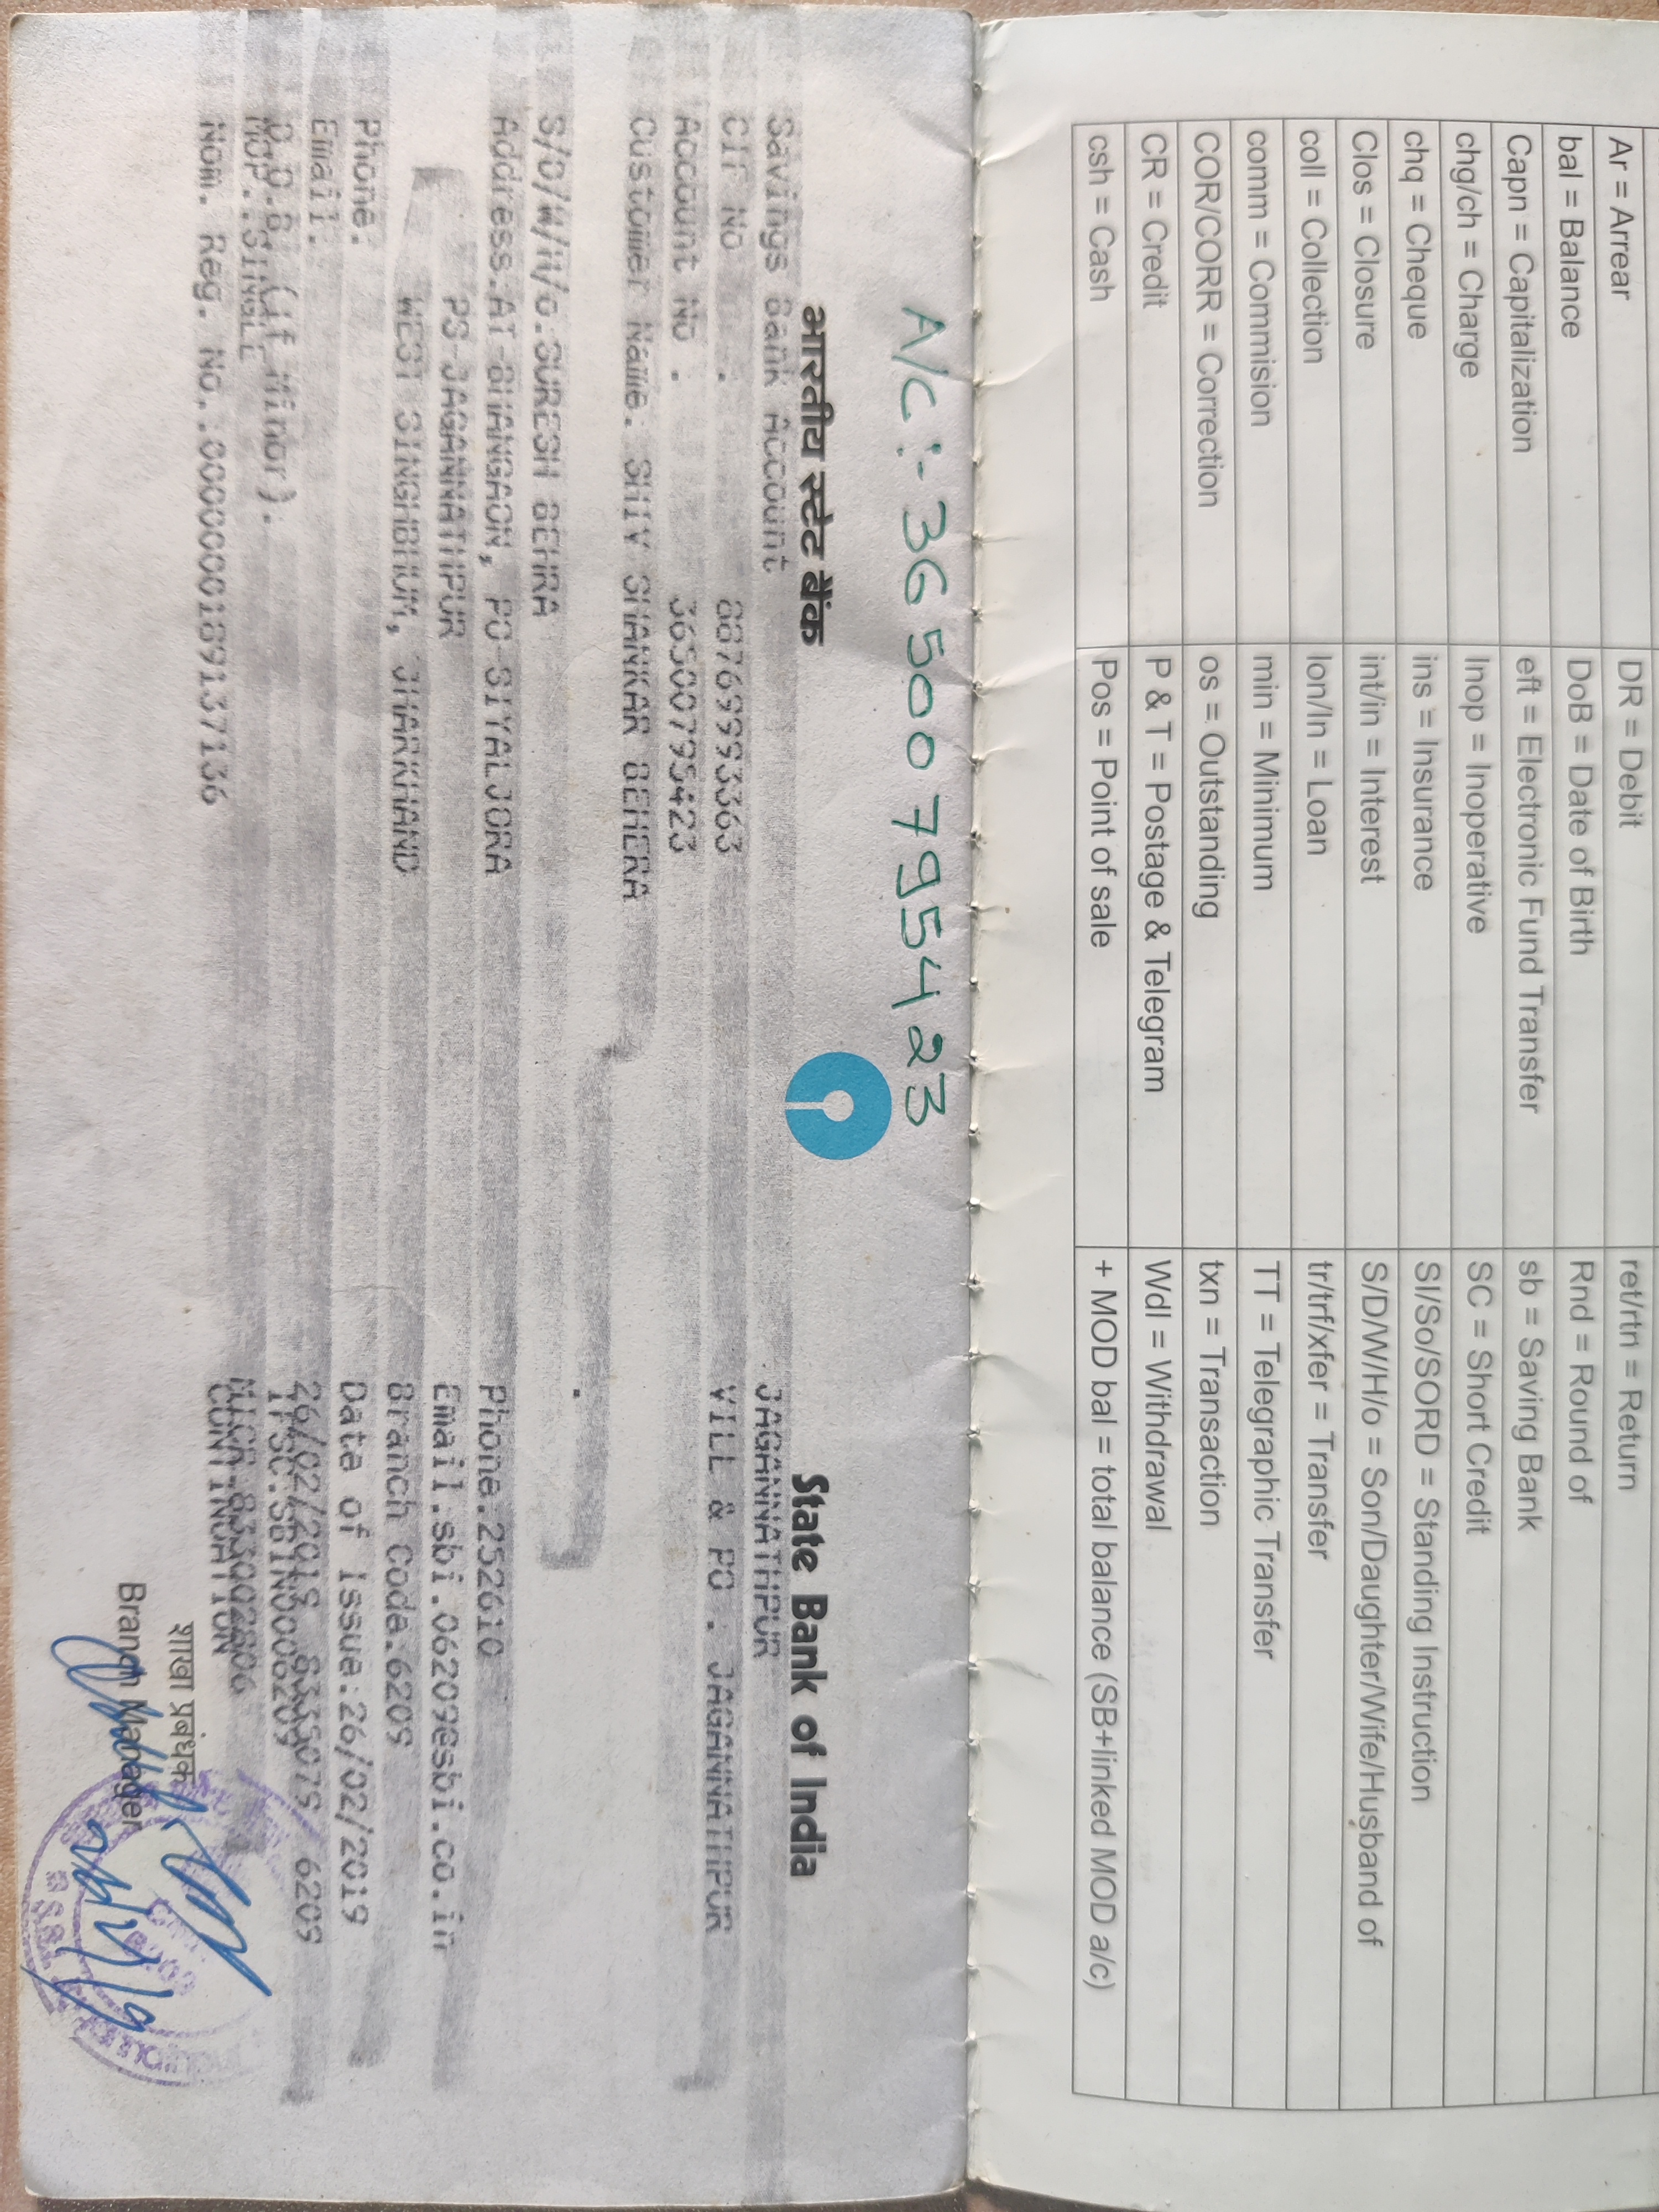 Ar = Arrear DR = Debit ret/rtn = Return
bal = Balance DoB = Date of Birth Rnd = Round of
Capn = Capitalization eft = Electronic Fund Transfer sb = Saving Bank
chg/ch = Charge Inop = Inoperative SC = Short Credit
chq = Cheque ins = Insurance SI/So/SORD = Standing Instruction
Clos = Closure int/in = Interest S/D/W/H/o = Son/Daughter/Wife/Husband of
coll = Collection lon/ln = Loan tr/trf/xfer = Transfer
comm = Commision min = Minimum TT = Telegraphic Transfer
COR/CORR = Correction os = Outstanding txn = Transaction
CR = Credit P & T = Postage & Telegram Wdl = Withdrawal
csh = Cash Pos = Point of sale + MOD bal = total balance (SB+linked MOD a/c)
A/C :- 36500795423
भारतीय स्टेट बैंक State Bank of India
Savings Bank Account JAGANNATHPUR
CIF No : 88769993363 VILL & PO : JAGANNATHPUR
Account No : 36500795423
Customer Name: SHIV SHANKAR BEHERA
S/D/W/H/o:SURESH BEHRA
Address:AT-BHANGAON, PO-SIYALJORA Phone:252610
PS-JAGANNATHPUR Email:sbi.06209@sbi.co.in
WEST SINGHBHUM, JHARKHAND Branch Code:6209
Phone: Date of Issue:26/02/2019
Email: 26/02/2019 6209
D.O.B.(if Minor): IFSC:SBIN0006209
MOP.:SINGLE
Nom. Reg. No.:0000000189137136 CONTINUATION
शाखा प्रबंधक
Branch Manager